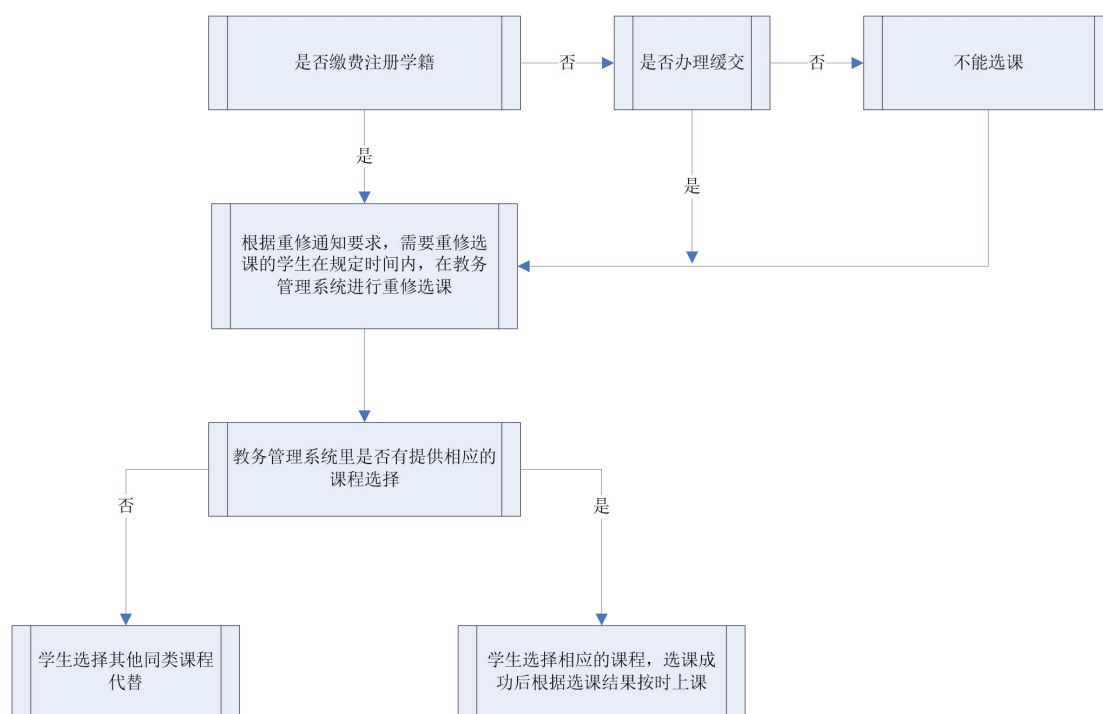 是否缴费注册学籍
否
是否办理缓交
否
不能选课
是
是
根据重修通知要求，需要重修选
课的学生在规定时间内，在教务
管理系统进行重修选课
教务管理系统里是否有提供相应的
课程选择
否
是
学生选择其他同类课程
代替
学生选择相应的课程，选课成
功后根据选课结果按时上课